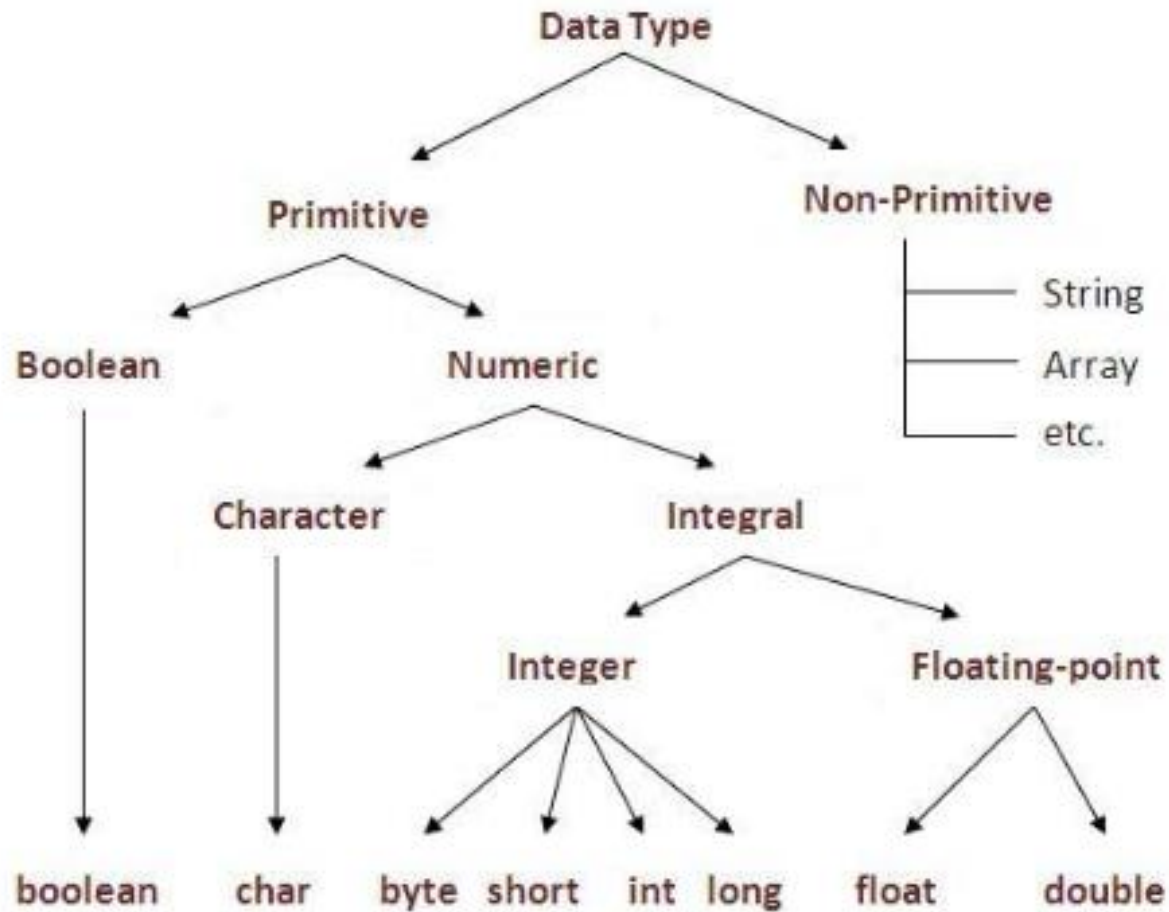 Data Type
Primitive
Non-Primitive
String
Array
etc.
Boolean
Numeric
Character
Integral
Integer
Floating-point
boolean char byte short int long float double